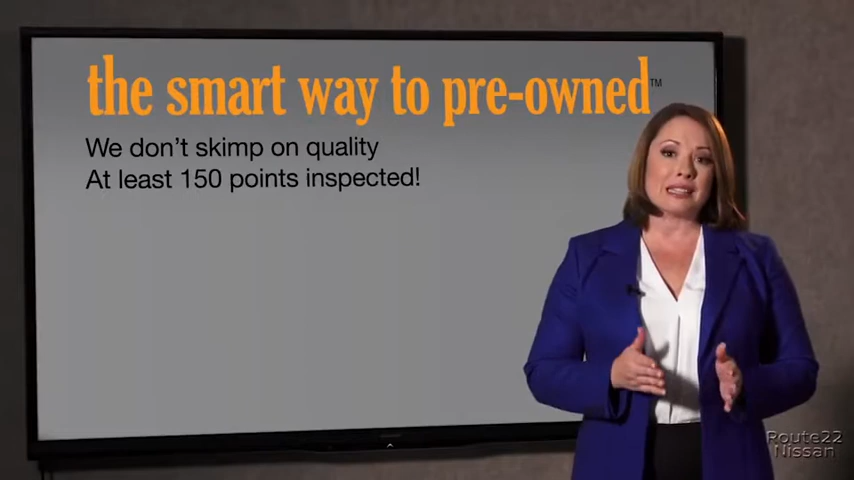 the smart way to pre-owned™
We don't skimp on quality
At least 150 points inspected!
Route22
Nissan